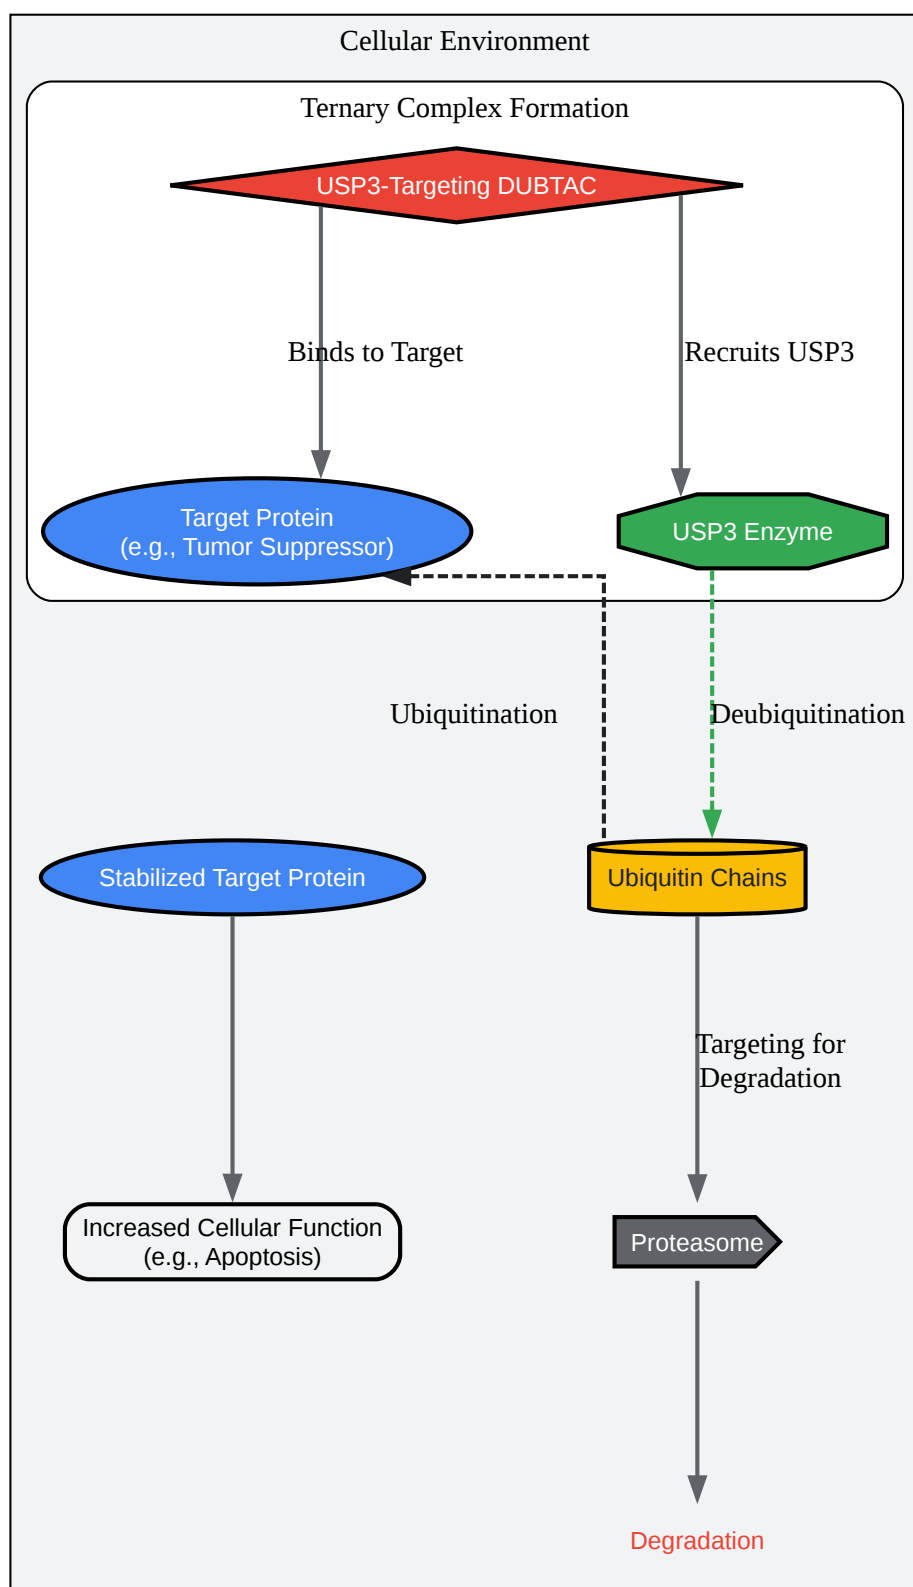 Cellular Environment
Ternary Complex Formation
USP3-Targeting DUBTAC
Binds to Target
Recruits USP3
Target Protein
(e.g., Tumor Suppressor)
USP3 Enzyme
Ubiquitination
Deubiquitination
Stabilized Target Protein
Ubiquitin Chains
Targeting for
Degradation
Increased Cellular Function
(e.g., Apoptosis)
Proteasome
Degradation